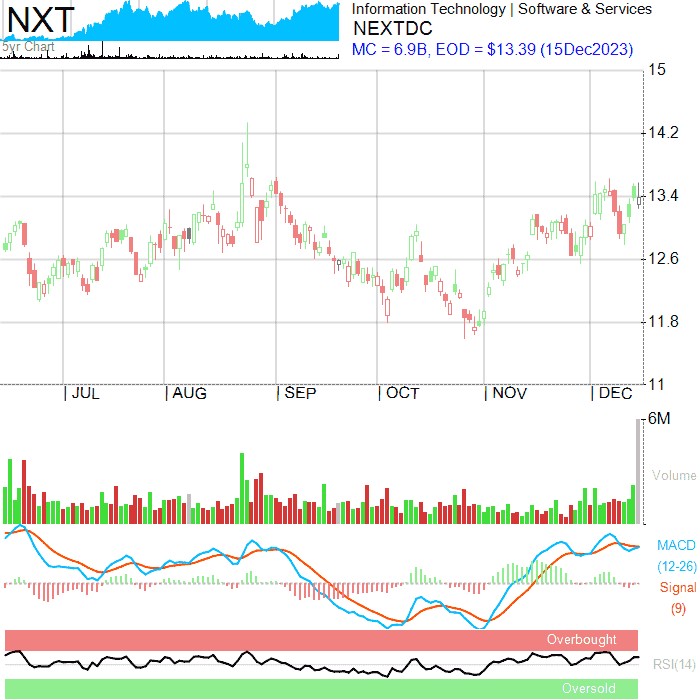 NXT
5yr Chart
Information Technology | Software & Services
NEXTDC
MC = 6.9B, EOD = $13.39 (15Dec2023)
15
14.2
13.4
12.6
11.8
11
| JUL | AUG | SEP | OCT | NOV | DEC
6M
Volume
MACD
(12-26)
Signal
(9)
Overbought
RSI(14)
Oversold